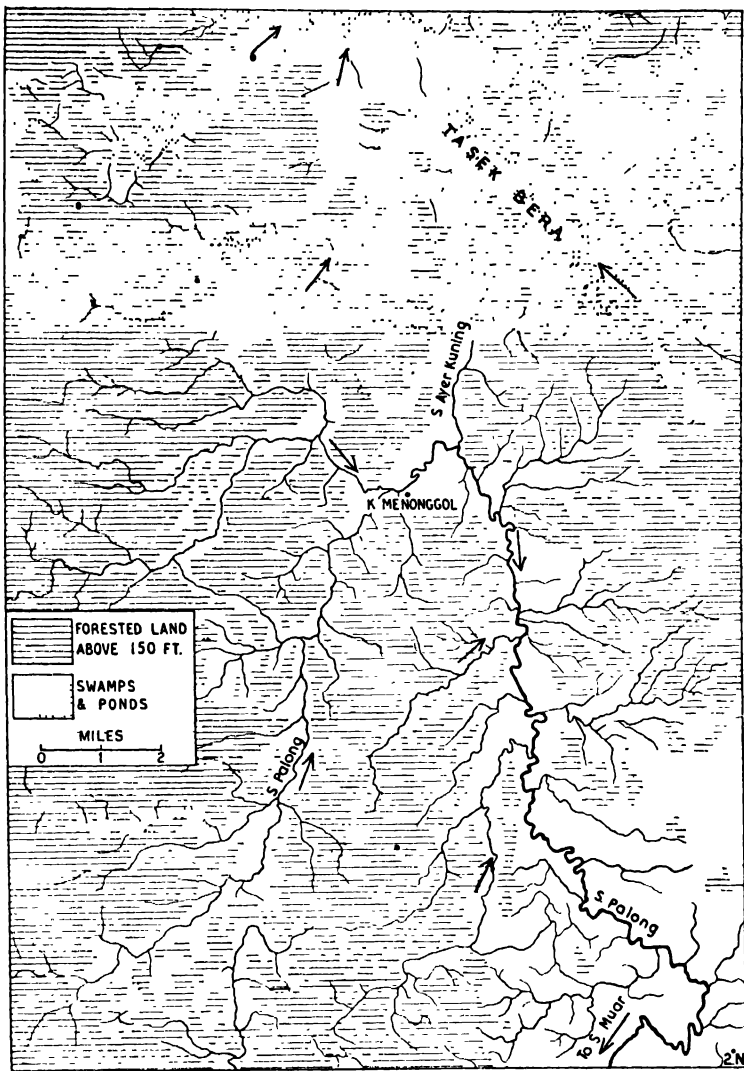 TASEK BERA
S Ayer Kuning
K MENONGGOL
FORESTED LAND
ABOVE 150 FT.
SWAMPS
& PONDS
MILES
0 1 2
S Palong
S. Palong
To S Muar
2°N